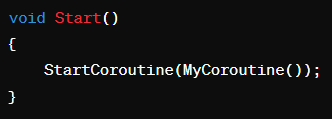 void Start()
{
    StartCoroutine(MyCoroutine());
}